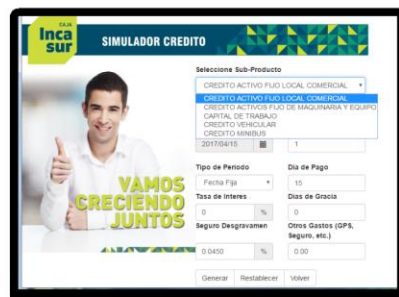 CAJA
Inca
sur
SIMULADOR CREDITO
Seleccione Sub-Producto
CREDITO ACTIVO FIJO LOCAL COMERCIAL
CREDITO ACTIVO FIJO LOCAL COMERCIAL
CREDITO ACTIVOS FIJO DE MAQUINARIA Y EQUIPO
CAPITAL DE TRABAJO
CREDITO VEHICULAR
CREDITO MINIBUS
2017/04/15
1
Tipo de Periodo
Dia de Pago
Fecha Fija
15
Tasa de Interes
Dias de Gracia
0 %
0
Seguro Desgravamen
Otros Gastos (GPS,
Seguro, etc.)
0.0450 %
0.00
Generar Restablecer Volver
VAMOS
CRECIENDO
JUNTOS